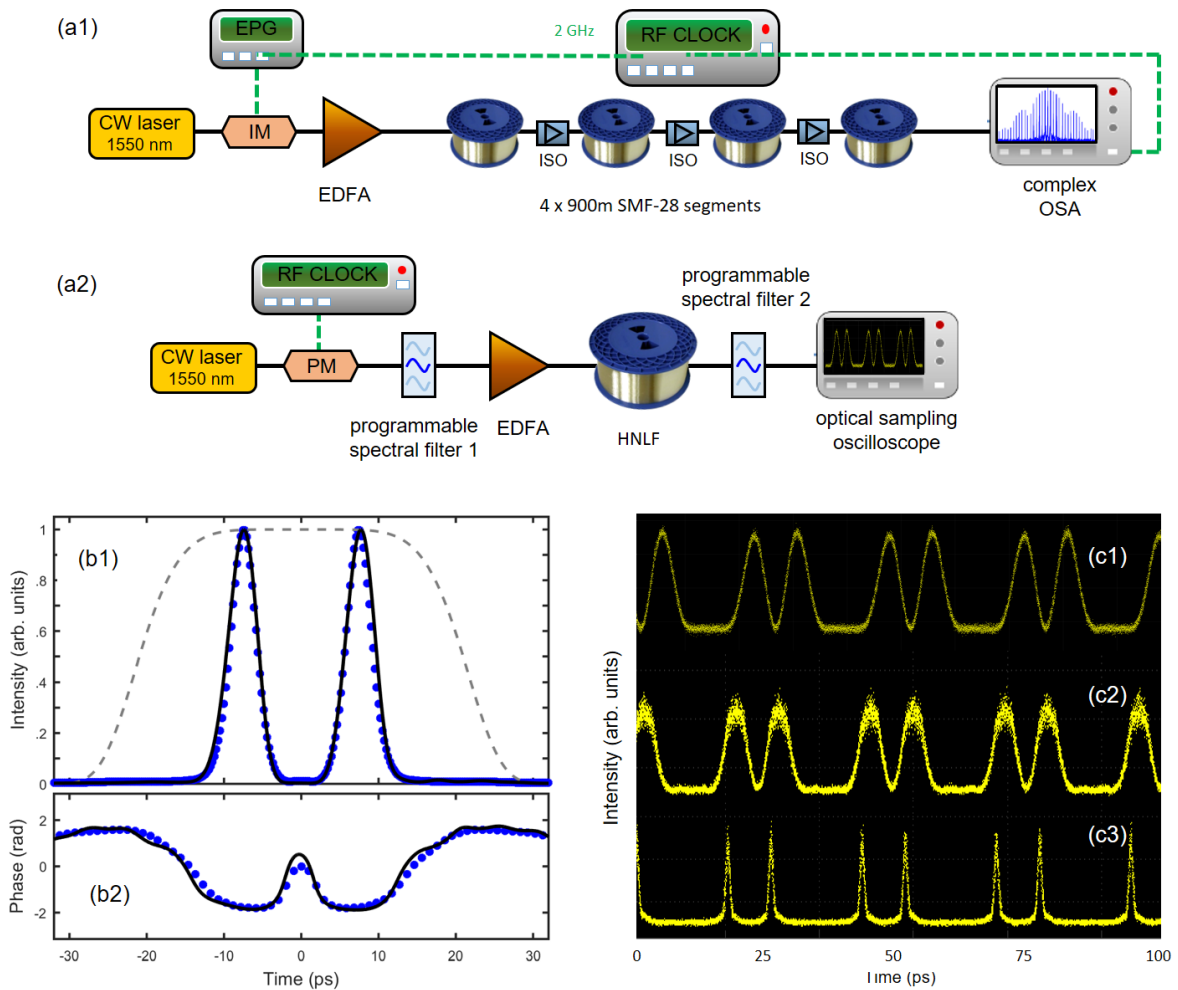 (a1)
EPG
2 GHz
RF CLOCK
CW laser
1550 nm
IM
EDFA
ISO
ISO
ISO
4 x 900m SMF-28 segments
complex
OSA
(a2)
RF CLOCK
programmable
spectral filter 2
CW laser
1550 nm
PM
programmable
spectral filter 1
EDFA
HNLF
optical sampling
oscilloscope
(b1)
Intensity (arb. units)
1
.8
.6
.4
.2
0
(b2)
Phase (rad)
2
0
-2
-30
-20
-10
0
10
20
30
Time (ps)
(c1)
(c2)
(c3)
Intensity (arb. units)
0
25
50
75
100
Time (ps)